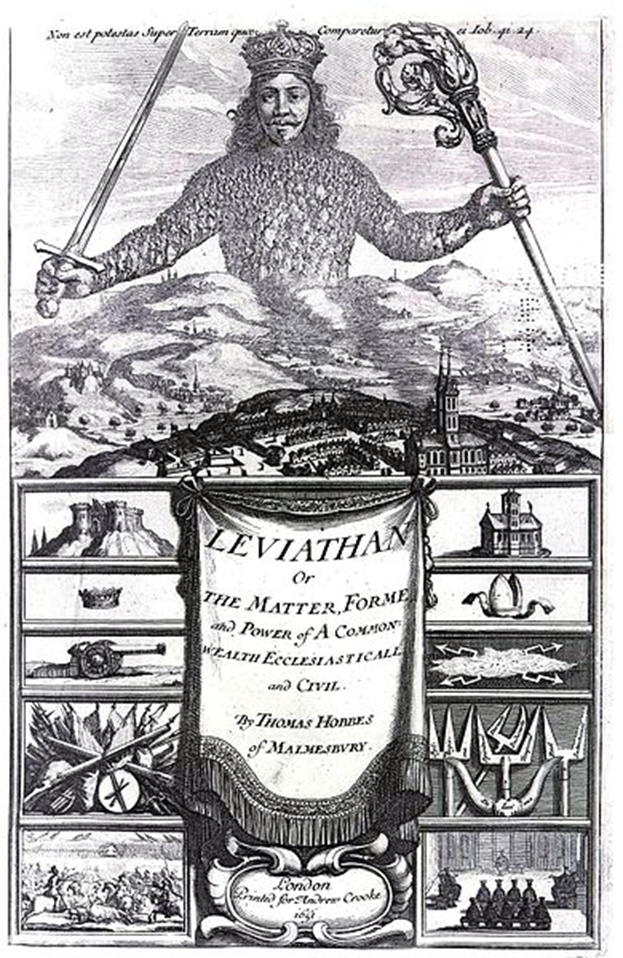 Non est potestas Super Terram quæ Comparetur ei Iob. 41. 24
LEVIATHAN
Or
THE MATTER, FORME
and POWER of A COMMON-
WEALTH ECCLESIASTICALL
and CIVIL.
By THOMAS HOBBES
of MALMESBVRY.
London
Printed for Andrew Crooke